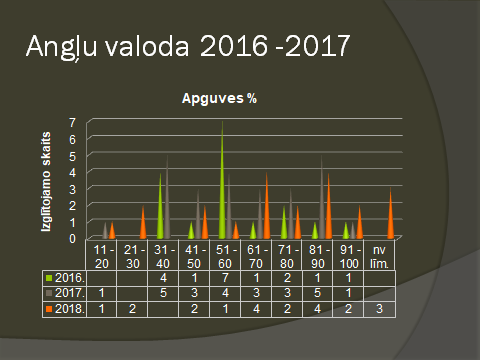 Angļu valoda 2016 -2017
Apguves %
Izglītojamo skaits
7
6
5
4
3
2
1
0
11 - 20 21 - 30 31 - 40 41 - 50 51 - 60 61 - 70 71 - 80 81 - 90 91 - 100 nv līm.
2016. 4 1 7 1 2 1 1
2017. 1 5 3 4 3 3 5 1
2018. 1 2 2 1 4 2 4 2 3